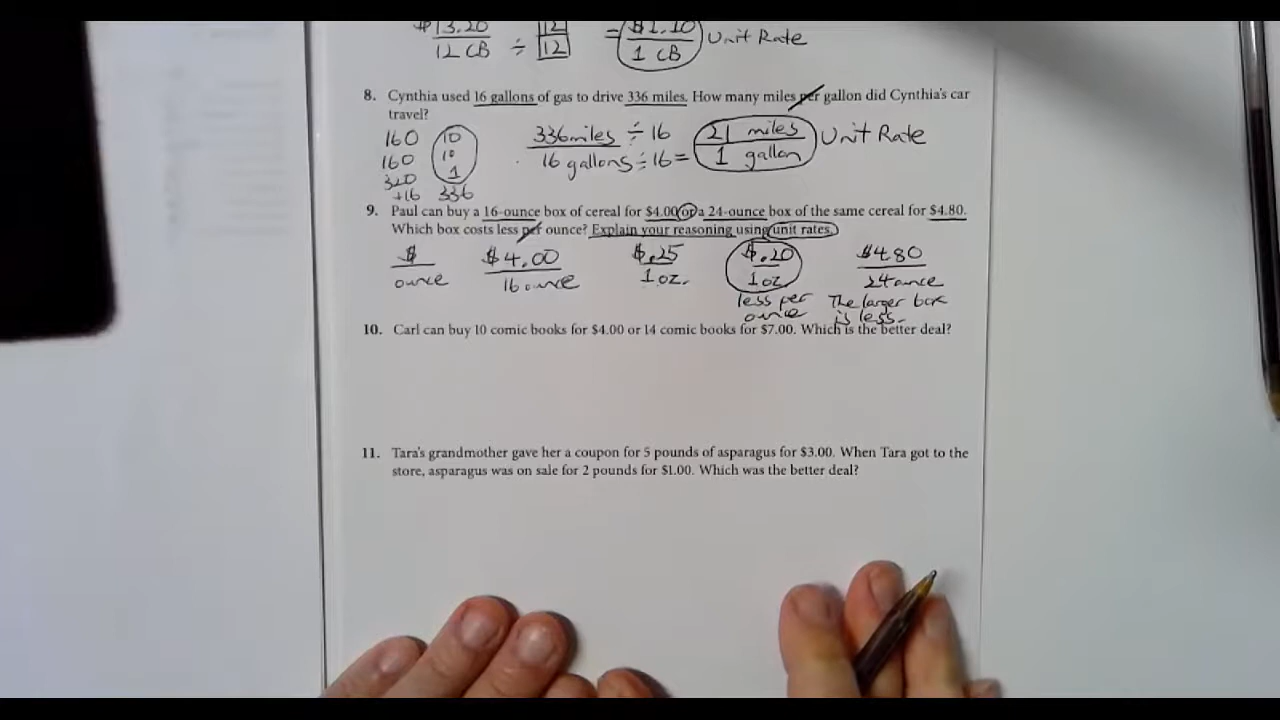 $13.20 12 = $1.10 Unit Rate
12 CB ÷ 12 1 CB
8. Cynthia used 16 gallons of gas to drive 336 miles. How many miles per gallon did Cynthia's car
travel?
160 10 336 miles ÷ 16 21 miles Unit Rate
160 10 16 gallons ÷ 16 = 1 gallon
320 1
+16 336
9. Paul can buy a 16-ounce box of cereal for $4.00 or a 24-ounce box of the same cereal for $4.80.
Which box costs less per ounce? Explain your reasoning using unit rates.
$ $4.00 $.25 $.20 $4.80
ounce 16 ounce 1 oz. 1 oz. 24 ounce
less per The larger box
ounce is less.
10. Carl can buy 10 comic books for $4.00 or 14 comic books for $7.00. Which is the better deal?
11. Tara's grandmother gave her a coupon for 5 pounds of asparagus for $3.00. When Tara got to the
store, asparagus was on sale for 2 pounds for $1.00. Which was the better deal?